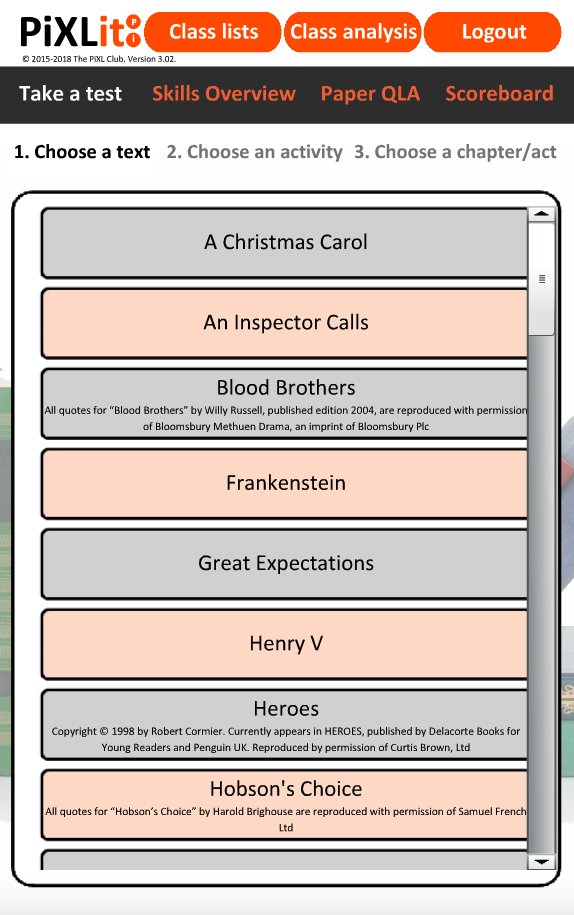 PiXLit:
Class lists
Class analysis
Logout
© 2015-2018 The PiXL Club. Version 3.02.
Take a test
Skills Overview
Paper QLA
Scoreboard
1. Choose a text
2. Choose an activity
3. Choose a chapter/act
A Christmas Carol
An Inspector Calls
Blood Brothers
All quotes for “Blood Brothers” by Willy Russell, published edition 2004, are reproduced with permission
of Bloomsbury Methuen Drama, an imprint of Bloomsbury Plc
Frankenstein
Great Expectations
Henry V
Heroes
Copyright © 1998 by Robert Cormier. Currently appears in HEROES, published by Delacorte Books for
Young Readers and Penguin UK. Reproduced by permission of Curtis Brown, Ltd
Hobson's Choice
All quotes for “Hobson’s Choice” by Harold Brighouse are reproduced with permission of Samuel French
Ltd